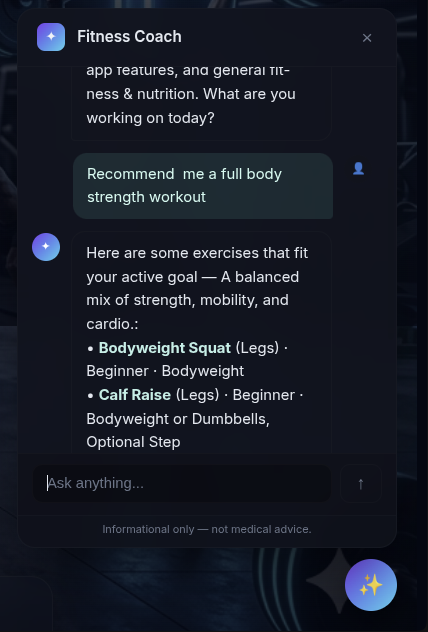 Fitness Coach
app features, and general fit-
ness & nutrition. What are you
working on today?
Recommend  me a full body
strength workout
Here are some exercises that fit
your active goal — A balanced
mix of strength, mobility, and
cardio.:
• Bodyweight Squat (Legs) ·
Beginner · Bodyweight
• Calf Raise (Legs) · Beginner ·
Bodyweight or Dumbbells,
Optional Step
Ask anything...
Informational only — not medical advice.